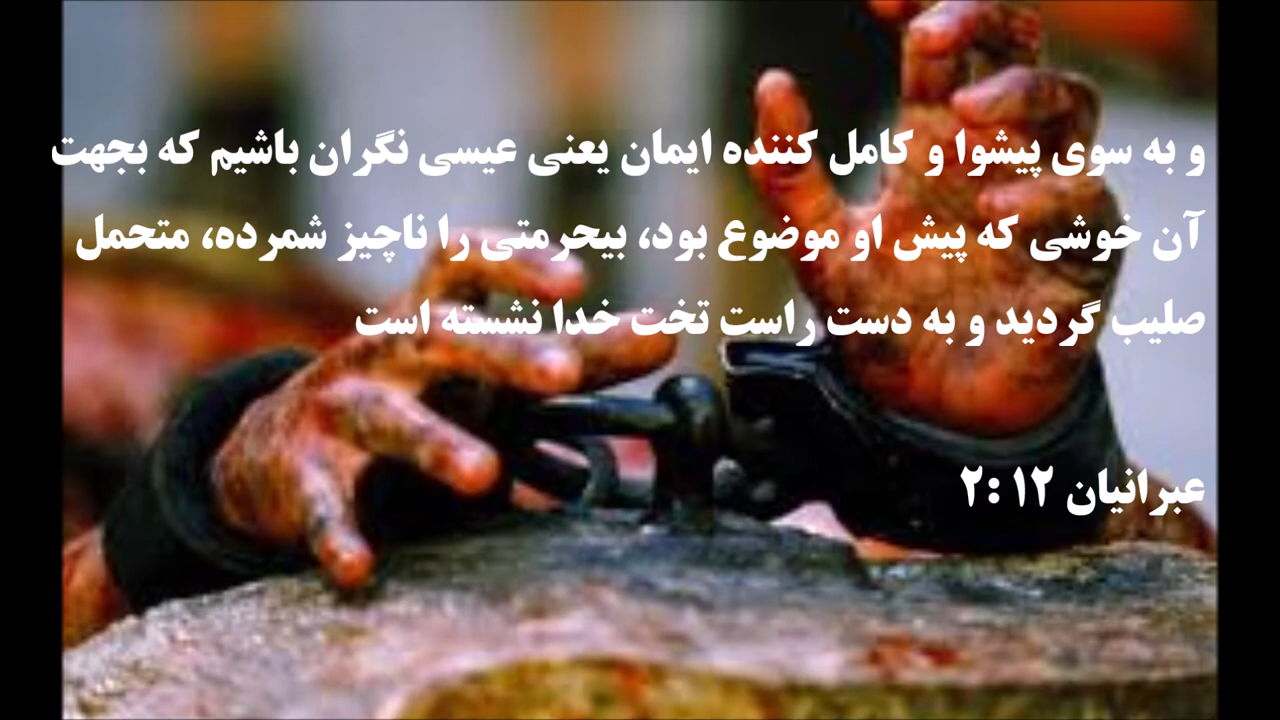 و به سوی پیشوا و کامل کننده ایمان یعنی عیسی نگران باشیم که بجهت
آن خوشی که پیش او موضوع بود، بیحرمتی را ناچیز شمرده، متحمل
صلیب گردید و به دست راست تخت خدا نشسته است
عبرانیان ۱۲ :۲